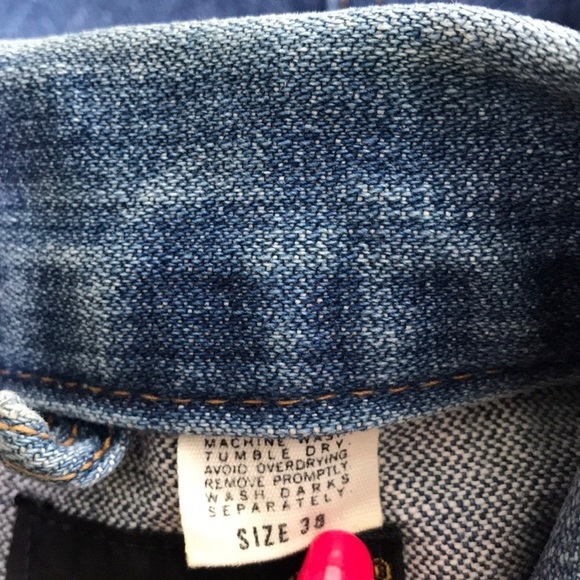 MACHINE WASH
TUMBLE DRY.
AVOID OVERDRYING
REMOVE PROMPTLY
WASH DARKS
SEPARATELY.
SIZE 38